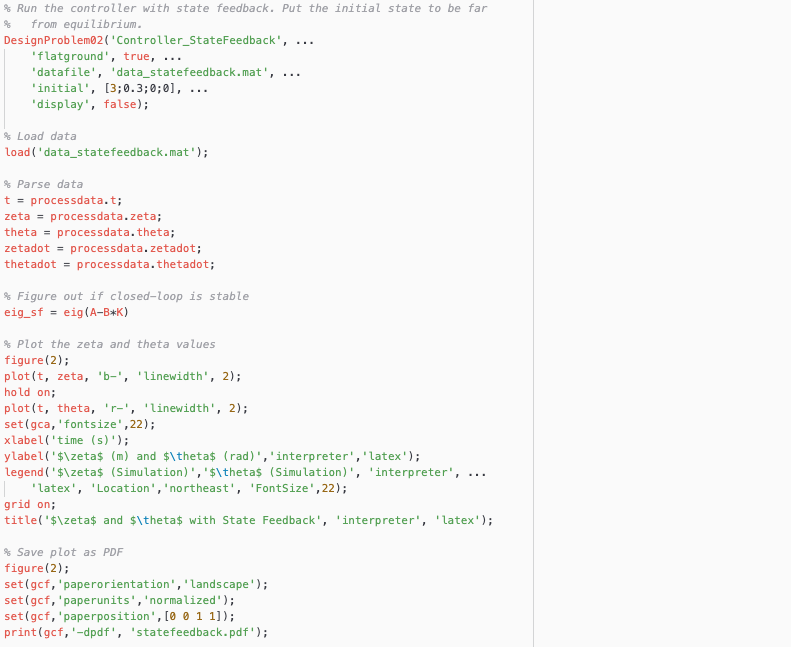 % Run the controller with state feedback. Put the initial state to be far
%   from equilibrium.
DesignProblem02('Controller_StateFeedback', ...
    'flatground', true, ...
    'datafile', 'data_statefeedback.mat', ...
    'initial', [3;0.3;0;0], ...
    'display', false);

% Load data
load('data_statefeedback.mat');

% Parse data
t = processdata.t;
zeta = processdata.zeta;
theta = processdata.theta;
zetadot = processdata.zetadot;
thetadot = processdata.thetadot;

% Figure out if closed-loop is stable
eig_sf = eig(A-B*K)

% Plot the zeta and theta values
figure(2);
plot(t, zeta, 'b-', 'linewidth', 2);
hold on;
plot(t, theta, 'r-', 'linewidth', 2);
set(gca,'fontsize',22);
xlabel('time (s)');
ylabel('$\zeta$ (m) and $\theta$ (rad)','interpreter','latex');
legend('$\zeta$ (Simulation)','$\theta$ (Simulation)', 'interpreter', ...
    'latex', 'Location','northeast', 'FontSize',22);
grid on;
title('$\zeta$ and $\theta$ with State Feedback', 'interpreter', 'latex');

% Save plot as PDF
figure(2);
set(gcf,'paperorientation','landscape');
set(gcf,'paperunits','normalized');
set(gcf,'paperposition',[0 0 1 1]);
print(gcf,'-dpdf', 'statefeedback.pdf');